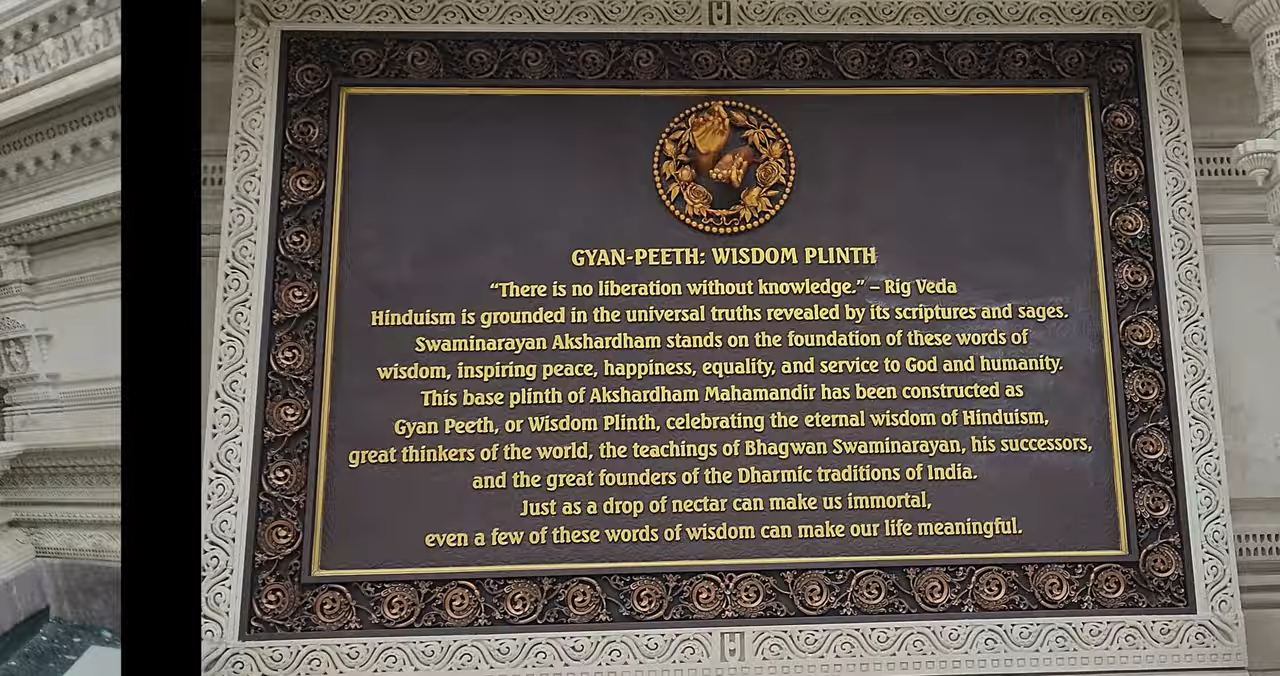 GYAN-PEETH: WISDOM PLINTH
“There is no liberation without knowledge.” – Rig Veda
Hinduism is grounded in the universal truths revealed by its scriptures and sages.
Swaminarayan Akshardham stands on the foundation of these words of
wisdom, inspiring peace, happiness, equality, and service to God and humanity.
This base plinth of Akshardham Mahamandir has been constructed as
Gyan Peeth, or Wisdom Plinth, celebrating the eternal wisdom of Hinduism,
great thinkers of the world, the teachings of Bhagwan Swaminarayan, his successors,
and the great founders of the Dharmic traditions of India.
Just as a drop of nectar can make us immortal,
even a few of these words of wisdom can make our life meaningful.